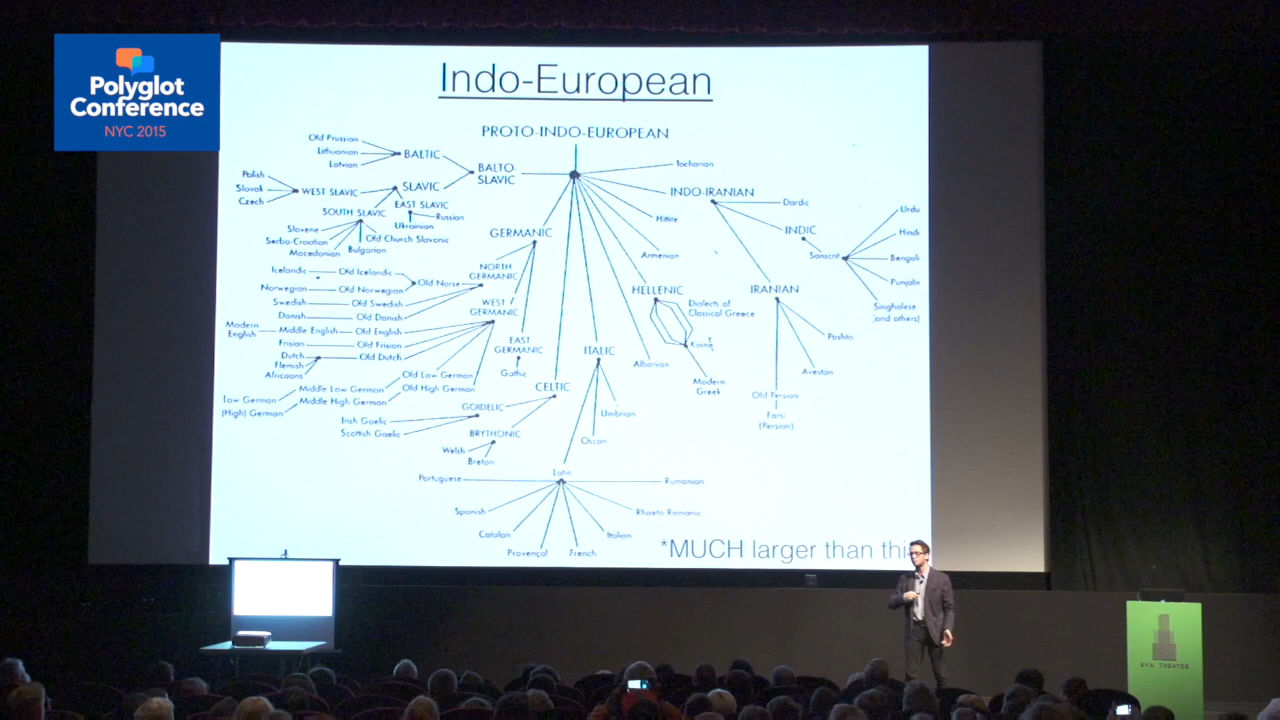 Polyglot
Conference
NYC 2015
Indo-European
PROTO-INDO-EUROPEAN
Old Prussian
Lithuanian
Latvian
BALTIC
BALTO
SLAVIC
Tocharian
Polish
Slovak
Czech
WEST SLAVIC
SLAVIC
EAST SLAVIC
Russian
Ukrainian
SOUTH SLAVIC
Slovene
Serbo-Croatian
Macedonian
Bulgarian
Old Church Slavonic
INDO-IRANIAN
Dardic
INDIC
Sanscrit
Urdu
Hindi
Bengali
Punjabi
Singhalese
(and others)
Hittite
Armenian
GERMANIC
NORTH
GERMANIC
Icelandic
Old Icelandic
Old Norse
Norwegian
Old Norwegian
Swedish
Old Swedish
Danish
Old Danish
WEST
GERMANIC
Modern
English
Middle English
Old English
Frisian
Old Frisian
Dutch
Old Dutch
Flemish
Africaans
Old Low German
Middle Low German
Low German
Old High German
Middle High German
(High) German
EAST
GERMANIC
Gothic
HELLENIC
Dialects of
Classical Greece
Koine
Modern
Greek
IRANIAN
Pashto
Avestan
Old Persian
Farsi
(Persian)
Albanian
ITALIC
Umbrian
Oscan
CELTIC
GOIDELIC
Irish Gaelic
Scottish Gaelic
BRYTHONIC
Welsh
Breton
Latin
Portuguese
Spanish
Catalan
Provençal
French
Italian
Rhaeto Romanic
Rumanian
*MUCH larger than thi
SVA THEATRE